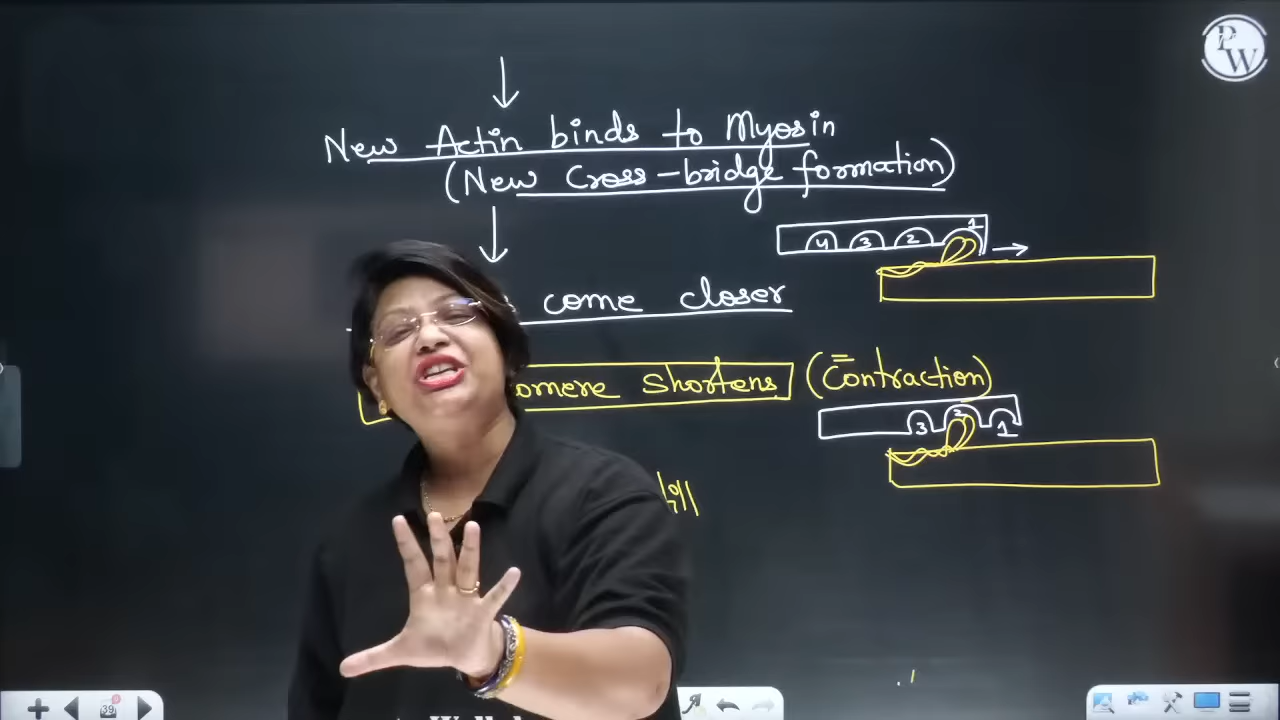 PW
New Actin binds to Myosin
(New Cross-bridge formation)
4 3 2 1
come closer
omere shortens (Contraction)
3 2 1
39